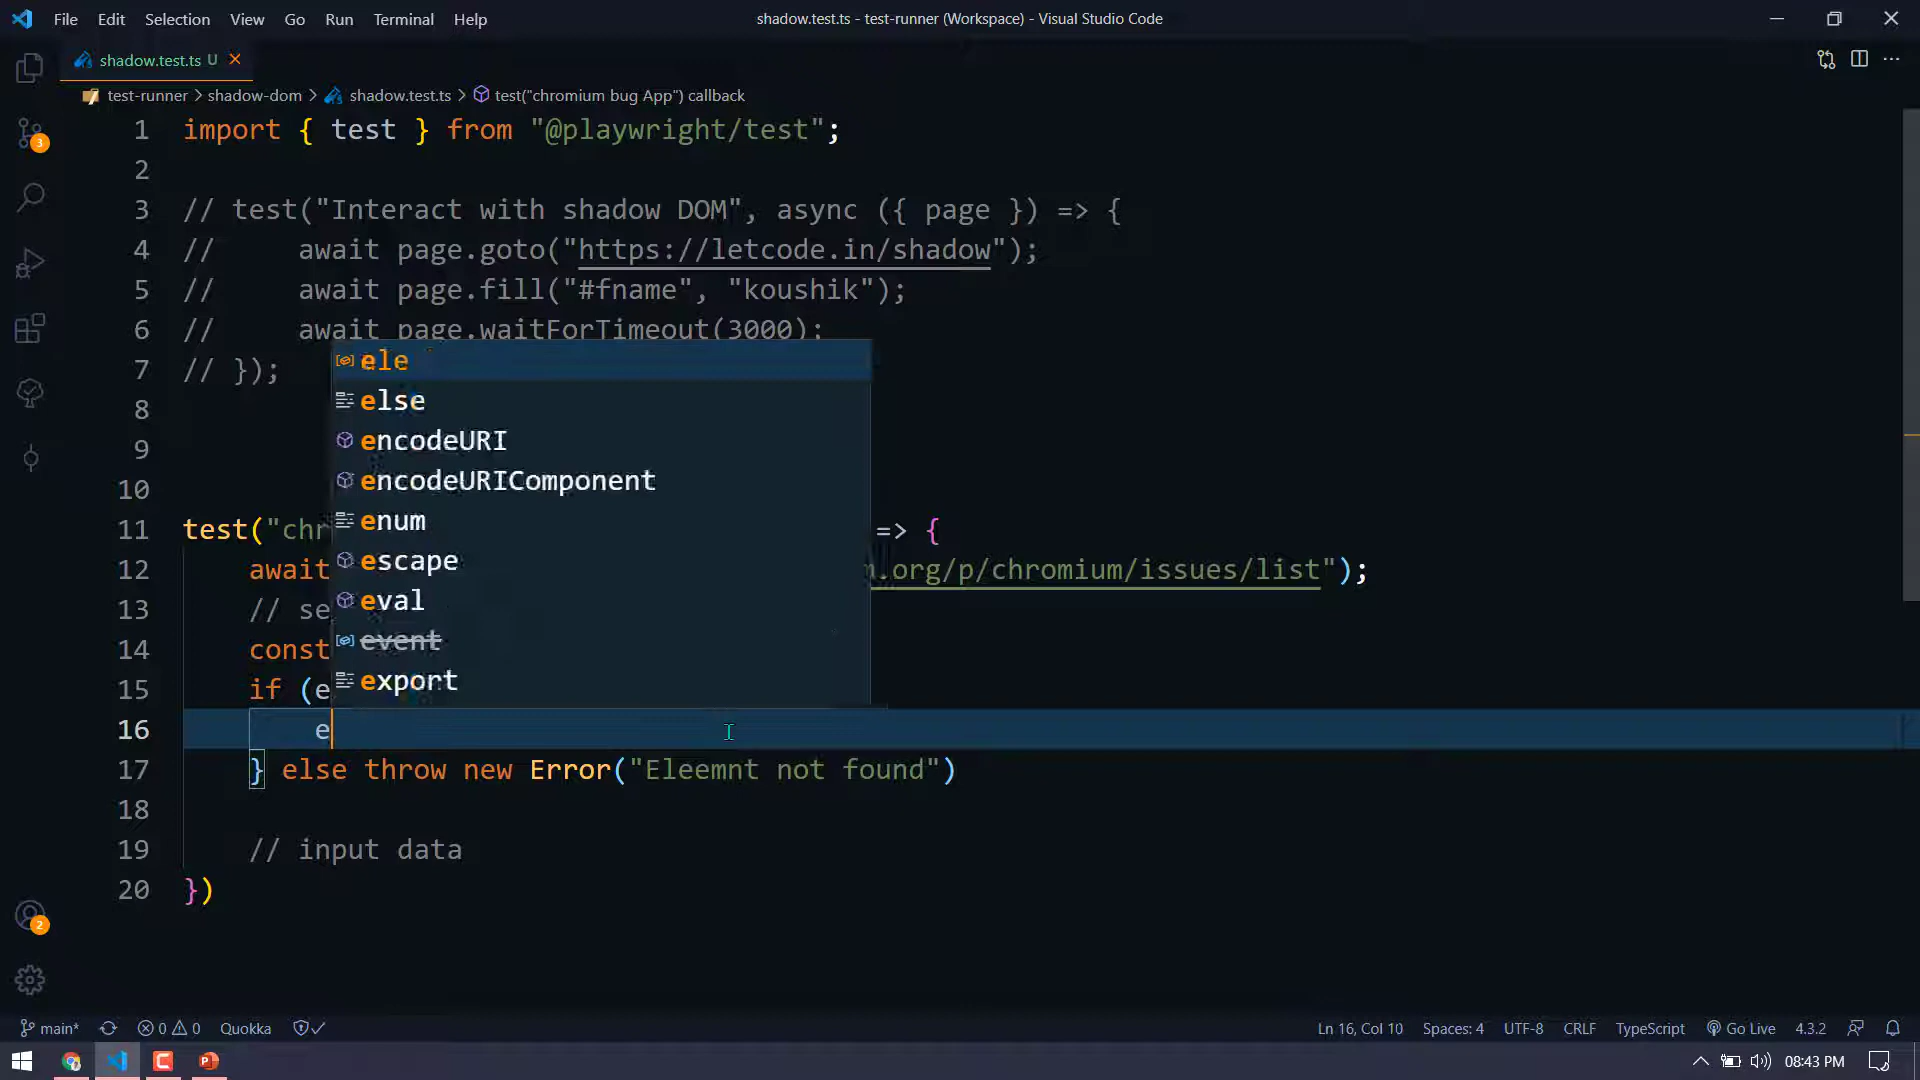 File Edit Selection View Go Run Terminal Help
shadow.test.ts - test-runner (Workspace) - Visual Studio Code
shadow.test.ts U
test-runner > shadow-dom > shadow.test.ts > test("chromium bug App") callback
1 import { test } from "@playwright/test";
2
3 // test("Interact with shadow DOM", async ({ page }) => {
4 //     await page.goto("https://letcode.in/shadow");
5 //     await page.fill("#fname", "koushik");
6 //     await page.waitForTimeout(3000);
7 // });
8
9
10
ele
else
encodeURI
encodeURIComponent
enum
escape
eval
event
export
11 test("chr => {
12 await m.org/p/chromium/issues/list");
13 // se
14 const
15 if (e
16 e
17 } else throw new Error("Eleemnt not found")
18
19 // input data
20 })
3
2
main* 0 0 Quokka
Ln 16, Col 10 Spaces: 4 UTF-8 CRLF TypeScript Go Live 4.3.2
08:43 PM